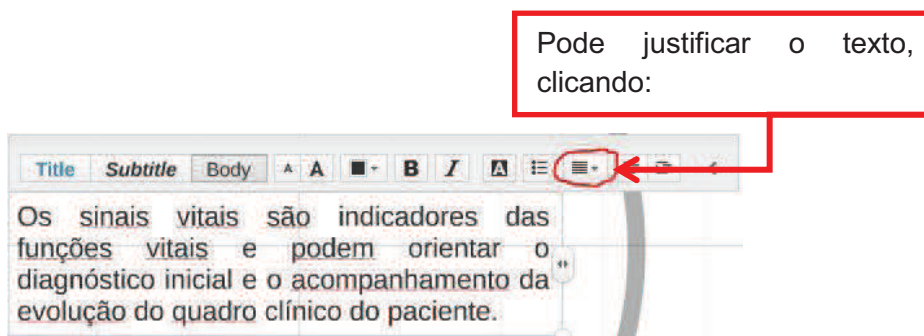 Pode justificar o texto,
clicando:
Title Subtitle Body A A B I A
Os sinais vitais são indicadores das
funções vitais e podem orientar o
diagnóstico inicial e o acompanhamento da
evolução do quadro clínico do paciente.